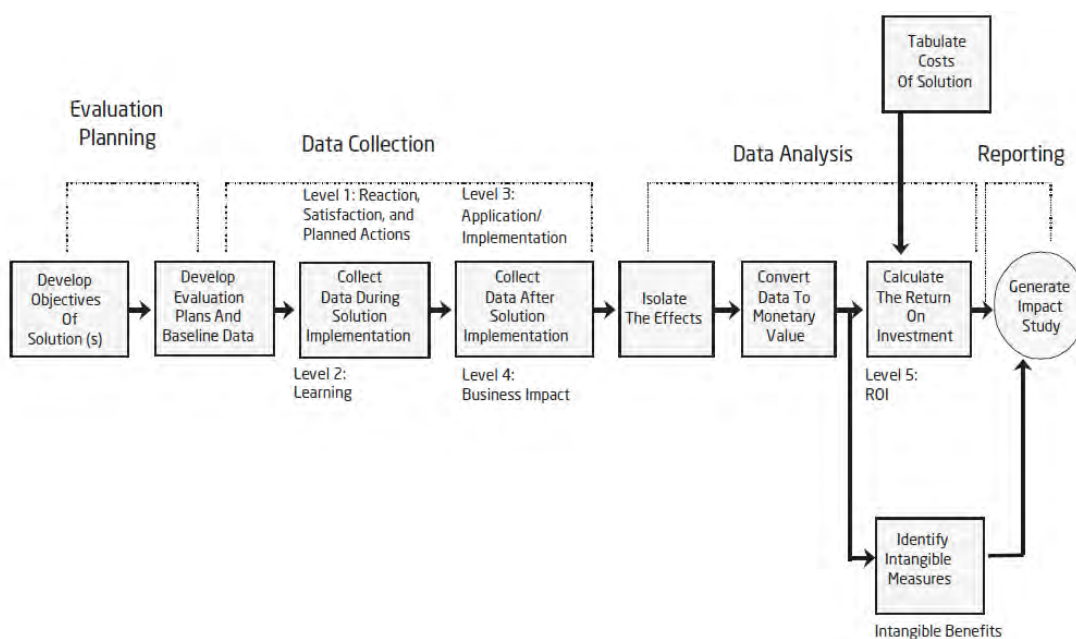 Tabulate
Costs
Of Solution
Evaluation
Planning
Data Collection
Data Analysis
Reporting
Level 1: Reaction,
Satisfaction, and
Planned Actions
Level 3:
Application/
Implementation
Develop
Objectives
Of
Solution (s)
Develop
Evaluation
Plans And
Baseline Data
Collect
Data During
Solution
Implementation
Collect
Data After
Solution
Implementation
Isolate
The Effects
Convert
Data To
Monetary
Value
Calculate
The Return
On
Investment
Generate
Impact
Study
Level 2:
Learning
Level 4:
Business Impact
Level 5:
ROI
Identify
Intangible
Measures
Intangible Benefits